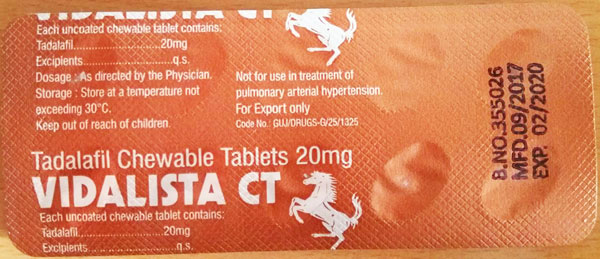 VIDALISTA CT
Each uncoated chewable tablet contains:
Tadalafil.............................20mg
Excipients............................q.s.
Dosage : As directed by the Physician.
Storage : Store at a temperature not
exceeding 30°C.
Keep out of reach of children.
Not for use in treatment of
pulmonary arterial hypertension.
For Export only
Code No.: GUJ/DRUGS-G/25/1325
B.NO.355026
MFD.09/2017
EXP. 02/2020
Tadalafil Chewable Tablets 20mg
VIDALISTA CT
Each uncoated chewable tablet contains:
Tadalafil.............................20mg
Excipients............................q.s.